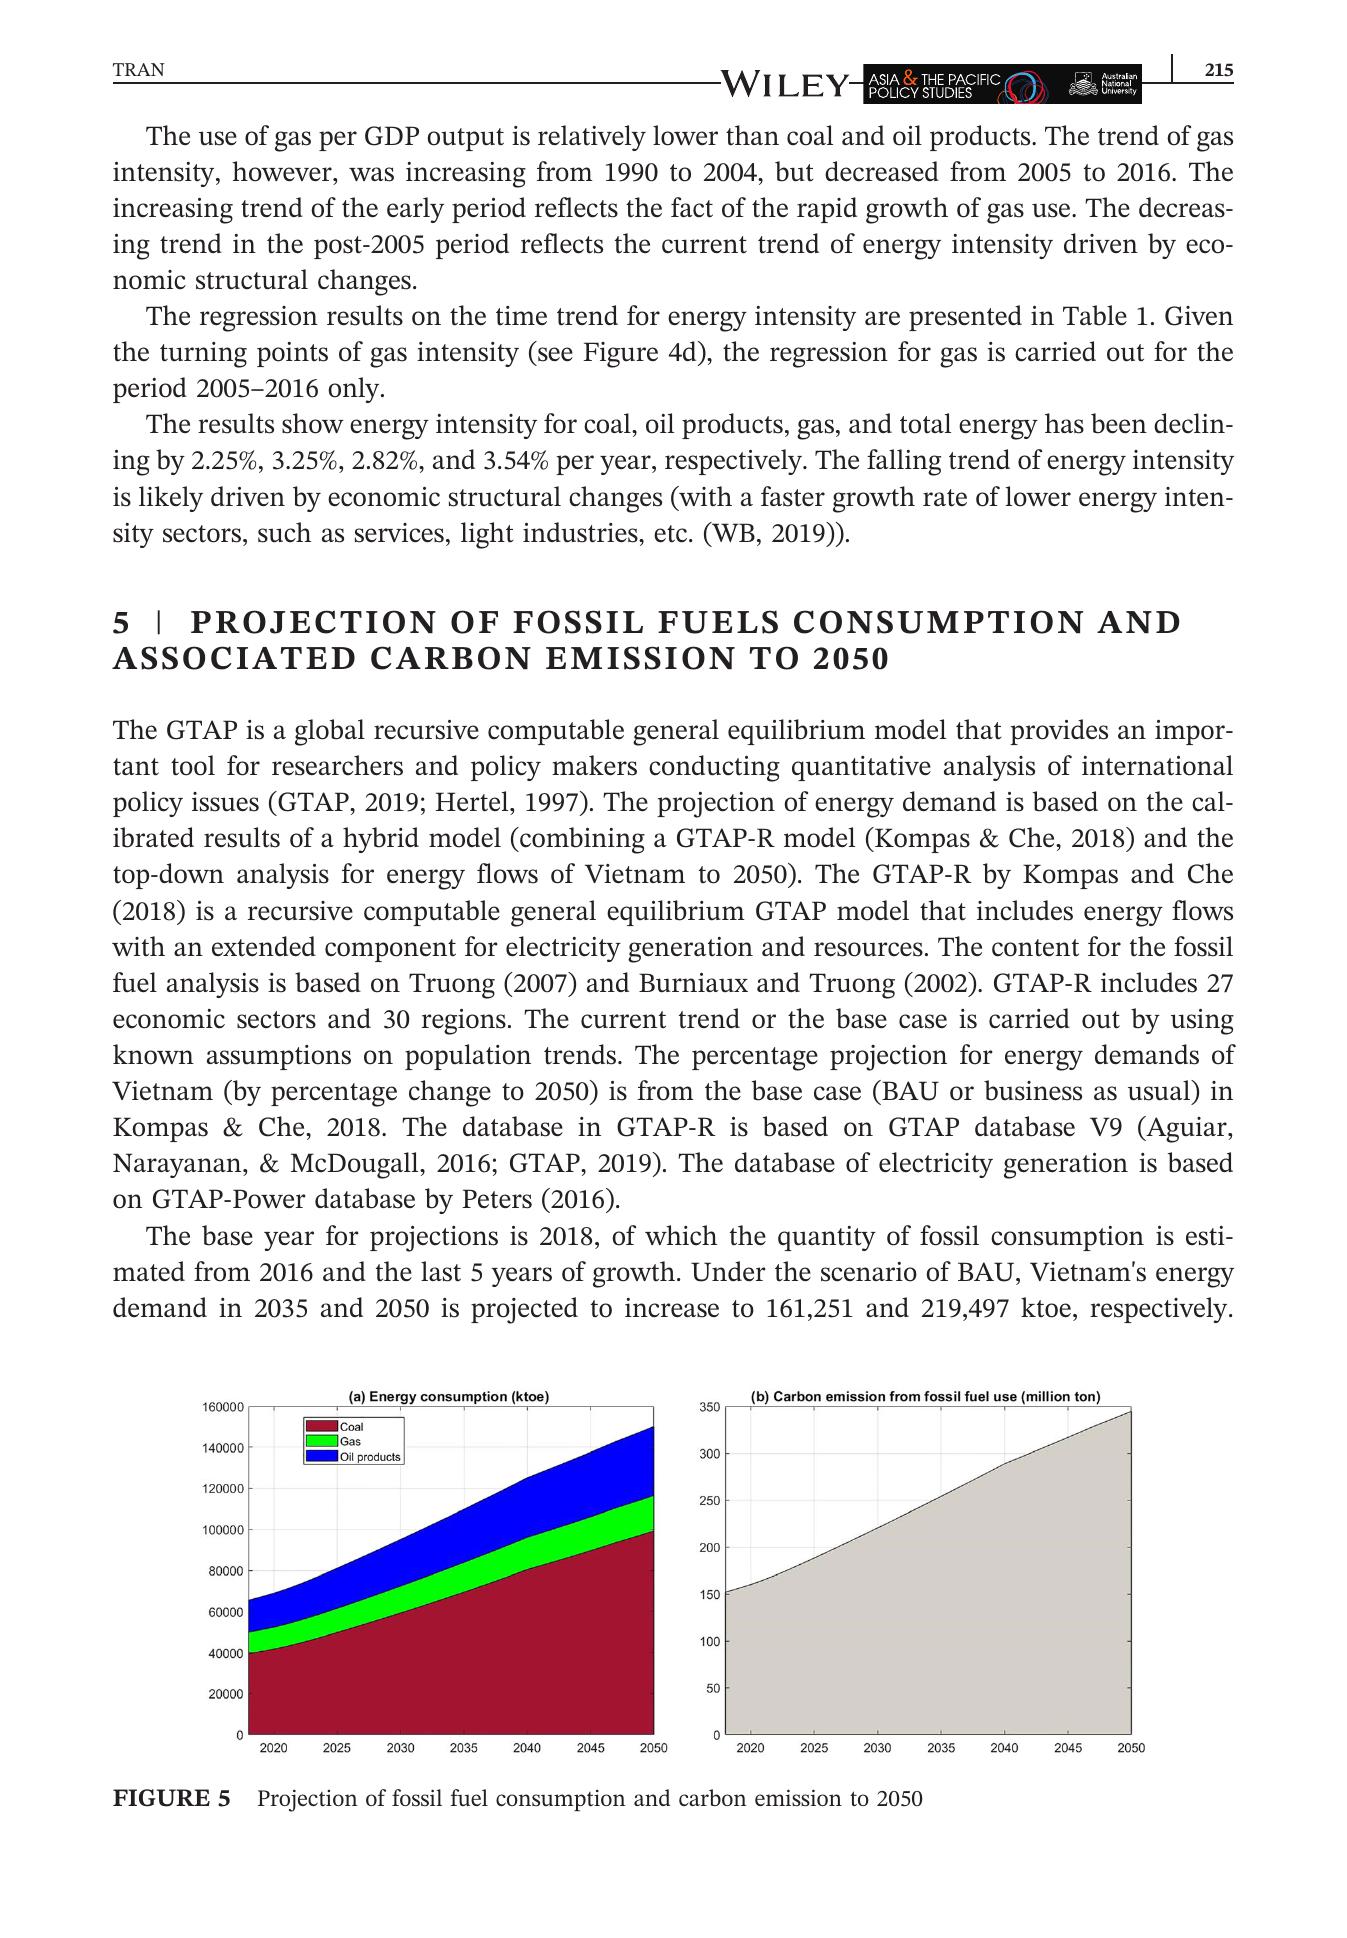 TRAN
WILEY
ASIA & THE PACIFIC
POLICY STUDIES
Australian
National
University
215
The use of gas per GDP output is relatively lower than coal and oil products. The trend of gas
intensity, however, was increasing from 1990 to 2004, but decreased from 2005 to 2016. The
increasing trend of the early period reflects the fact of the rapid growth of gas use. The decreas-
ing trend in the post-2005 period reflects the current trend of energy intensity driven by eco-
nomic structural changes.
The regression results on the time trend for energy intensity are presented in Table 1. Given
the turning points of gas intensity (see Figure 4d), the regression for gas is carried out for the
period 2005–2016 only.
The results show energy intensity for coal, oil products, gas, and total energy has been declin-
ing by 2.25%, 3.25%, 2.82%, and 3.54% per year, respectively. The falling trend of energy intensity
is likely driven by economic structural changes (with a faster growth rate of lower energy inten-
sity sectors, such as services, light industries, etc. (WB, 2019)).
5 | PROJECTION OF FOSSIL FUELS CONSUMPTION AND
ASSOCIATED CARBON EMISSION TO 2050
The GTAP is a global recursive computable general equilibrium model that provides an impor-
tant tool for researchers and policy makers conducting quantitative analysis of international
policy issues (GTAP, 2019; Hertel, 1997). The projection of energy demand is based on the cal-
ibrated results of a hybrid model (combining a GTAP-R model (Kompas & Che, 2018) and the
top-down analysis for energy flows of Vietnam to 2050). The GTAP-R by Kompas and Che
(2018) is a recursive computable general equilibrium GTAP model that includes energy flows
with an extended component for electricity generation and resources. The content for the fossil
fuel analysis is based on Truong (2007) and Burniaux and Truong (2002). GTAP-R includes 27
economic sectors and 30 regions. The current trend or the base case is carried out by using
known assumptions on population trends. The percentage projection for energy demands of
Vietnam (by percentage change to 2050) is from the base case (BAU or business as usual) in
Kompas & Che, 2018. The database in GTAP-R is based on GTAP database V9 (Aguiar,
Narayanan, & McDougall, 2016; GTAP, 2019). The database of electricity generation is based
on GTAP-Power database by Peters (2016).
The base year for projections is 2018, of which the quantity of fossil consumption is esti-
mated from 2016 and the last 5 years of growth. Under the scenario of BAU, Vietnam's energy
demand in 2035 and 2050 is projected to increase to 161,251 and 219,497 ktoe, respectively.
(a) Energy consumption (ktoe)
160000
140000
120000
100000
80000
60000
40000
20000
0
Coal
Gas
Oil products
2020 2025 2030 2035 2040 2045 2050
(b) Carbon emission from fossil fuel use (million ton)
350
300
250
200
150
100
50
0
2020 2025 2030 2035 2040 2045 2050
FIGURE 5 Projection of fossil fuel consumption and carbon emission to 2050